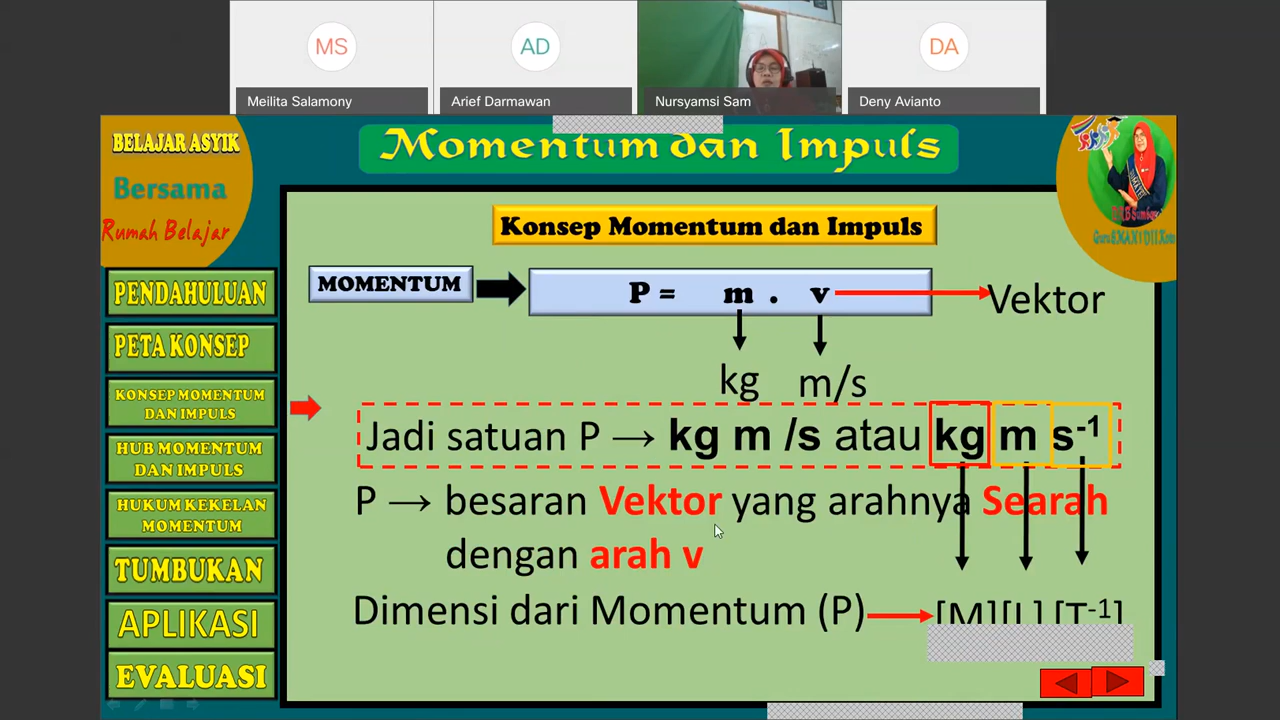 MS
AD
DA
Meilita Salamony
Arief Darmawan
Nursyamsi Sam
Deny Avianto
BELAJAR ASYIK
Bersama
Rumah Belajar
Momentum dan Impuls
Konsep Momentum dan Impuls
MOMENTUM
P = m . v
Vektor
kg m/s
Jadi satuan P → kg m /s atau kg m s⁻¹
P → besaran Vektor yang arahnya Searah
dengan arah v
Dimensi dari Momentum (P) [M][L][T⁻¹]
PENDAHULUAN
PETA KONSEP
KONSEP MOMENTUM
DAN IMPULS
HUB MOMENTUM
DAN IMPULS
HUKUM KEKELAN
MOMENTUM
TUMBUKAN
APLIKASI
EVALUASI